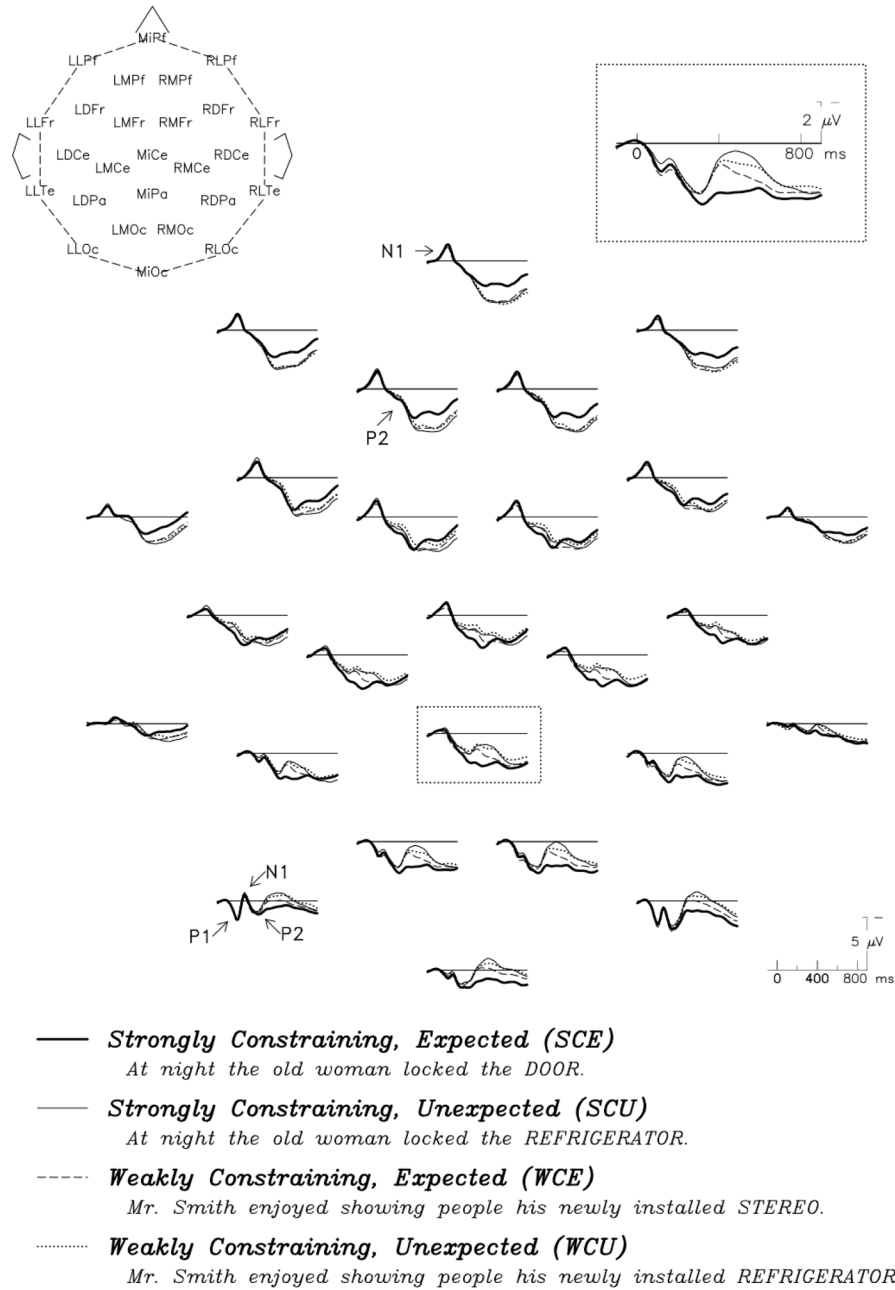 MiPf
LLPf RLPf
LMPf RMPf
LDFr RDFr
LLFr LMFr RMFr RLFr
LDCe MiCe RDCe
LMCe RMCe
LLTe MiPa RLTe
LDPa RDPa
LMOc RMOc
LLOc RLOc
MiOc
2 μV
0 800 ms
N1
P2
N1
P1 P2
5 μV
0 400 800 ms
Strongly Constraining, Expected (SCE)
At night the old woman locked the DOOR.
Strongly Constraining, Unexpected (SCU)
At night the old woman locked the REFRIGERATOR.
Weakly Constraining, Expected (WCE)
Mr. Smith enjoyed showing people his newly installed STEREO.
Weakly Constraining, Unexpected (WCU)
Mr. Smith enjoyed showing people his newly installed REFRIGERATOR